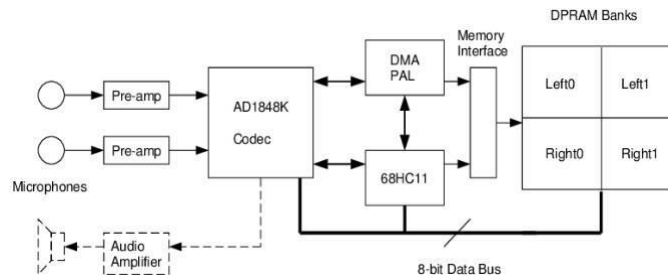 DPRAM Banks
Memory
Interface
DMA
PAL
Pre-amp
AD1848K
Codec
Left0
Left1
Pre-amp
68HC11
Right0
Right1
Microphones
Audio
Amplifier
8-bit Data Bus